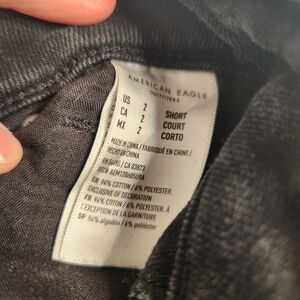 AMERICAN EAGLE
OUTFITTERS
US 2
CA 2 SHORT
MX 2 COURT
CORTO
MADE IN CHINA / FABRIQUÉ EN CHINE /
HECHO EN CHINA
EN 94% COTTON / 6% POLYESTER.
EXCLUSIVE OF DECORATION
FR 94% COTON / 6% POLYESTER.
À L'EXCEPTION DE LA GARNITURE
SP 94% algodón / 6% poliéster